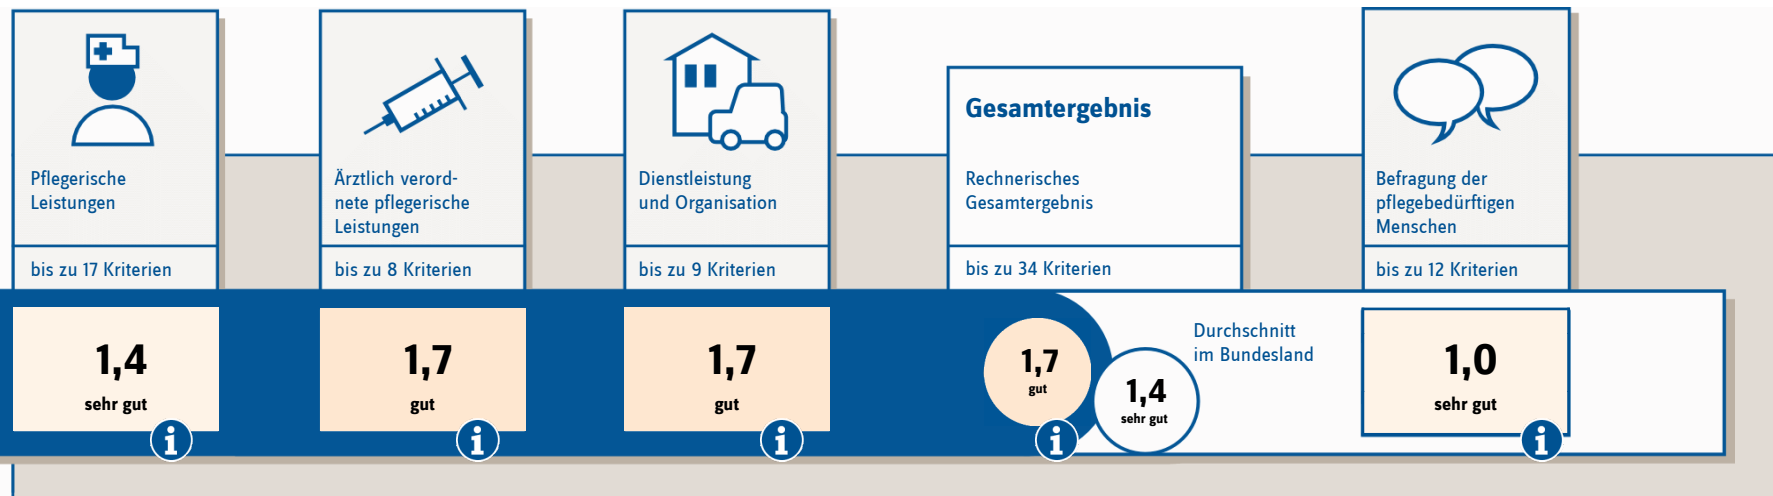 Pflegerische
Leistungen
bis zu 17 Kriterien
1,4
sehr gut
i
Ärztlich verord-
nete pflegerische
Leistungen
bis zu 8 Kriterien
1,7
gut
i
Dienstleistung
und Organisation
bis zu 9 Kriterien
1,7
gut
i
Gesamtergebnis
Rechnerisches
Gesamtergebnis
bis zu 34 Kriterien
1,7
gut
i
1,4
sehr gut
Durchschnitt
im Bundesland
Befragung der
pflegebedürftigen
Menschen
bis zu 12 Kriterien
1,0
sehr gut
i